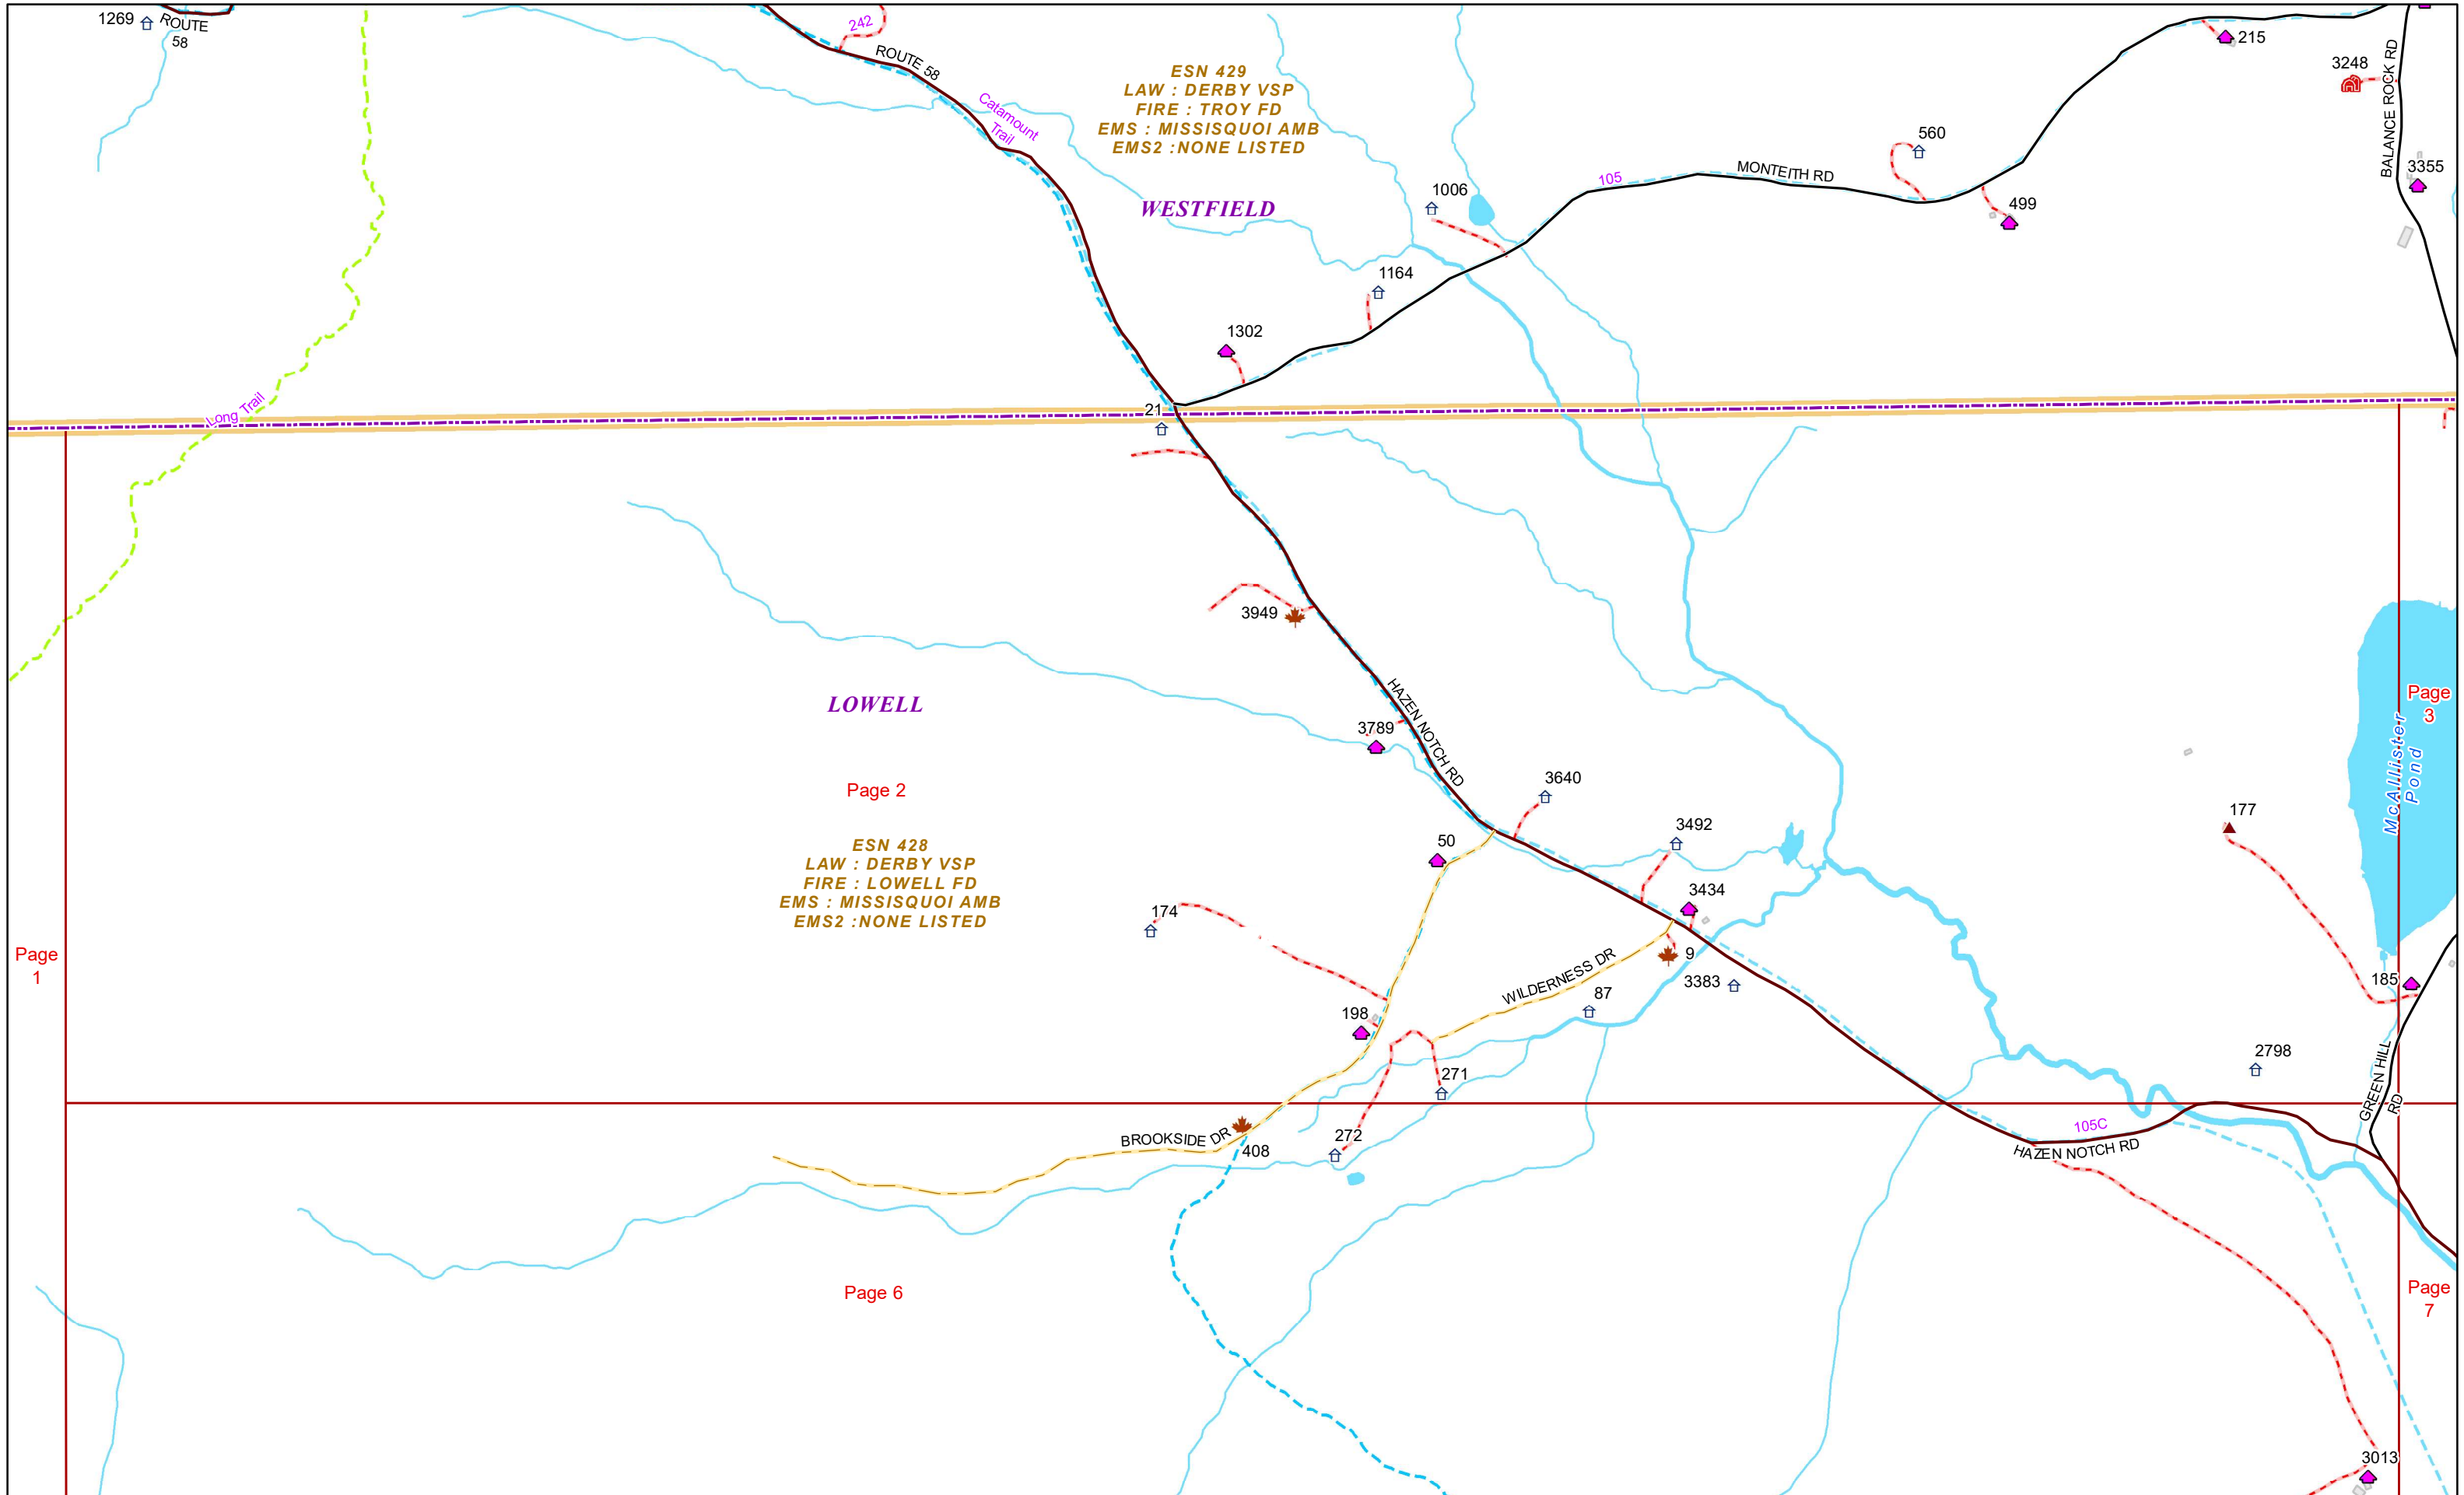 1269
ROUTE
58
242
ROUTE 58
Catamount
Trail
ESN 429
LAW : DERBY VSP
FIRE : TROY FD
EMS : MISSISQUOI AMB
EMS2 :NONE LISTED
WESTFIELD
215
3248
BALANCE ROCK RD
3355
560
499
MONTEITH RD
105
1006
1164
1302
Long Trail
21
3949
LOWELL
HAZEN NOTCH RD
3789
Page 2
3640
3492
50
3434
ESN 428
LAW : DERBY VSP
FIRE : LOWELL FD
EMS : MISSISQUOI AMB
EMS2 :NONE LISTED
174
9
3383
WILDERNESS DR
87
198
271
272
BROOKSIDE DR
408
Page
1
Page
3
McAllister
Pond
177
185
2798
GREEN HILL
RD
105C
HAZEN NOTCH RD
Page 6
Page
7
3013